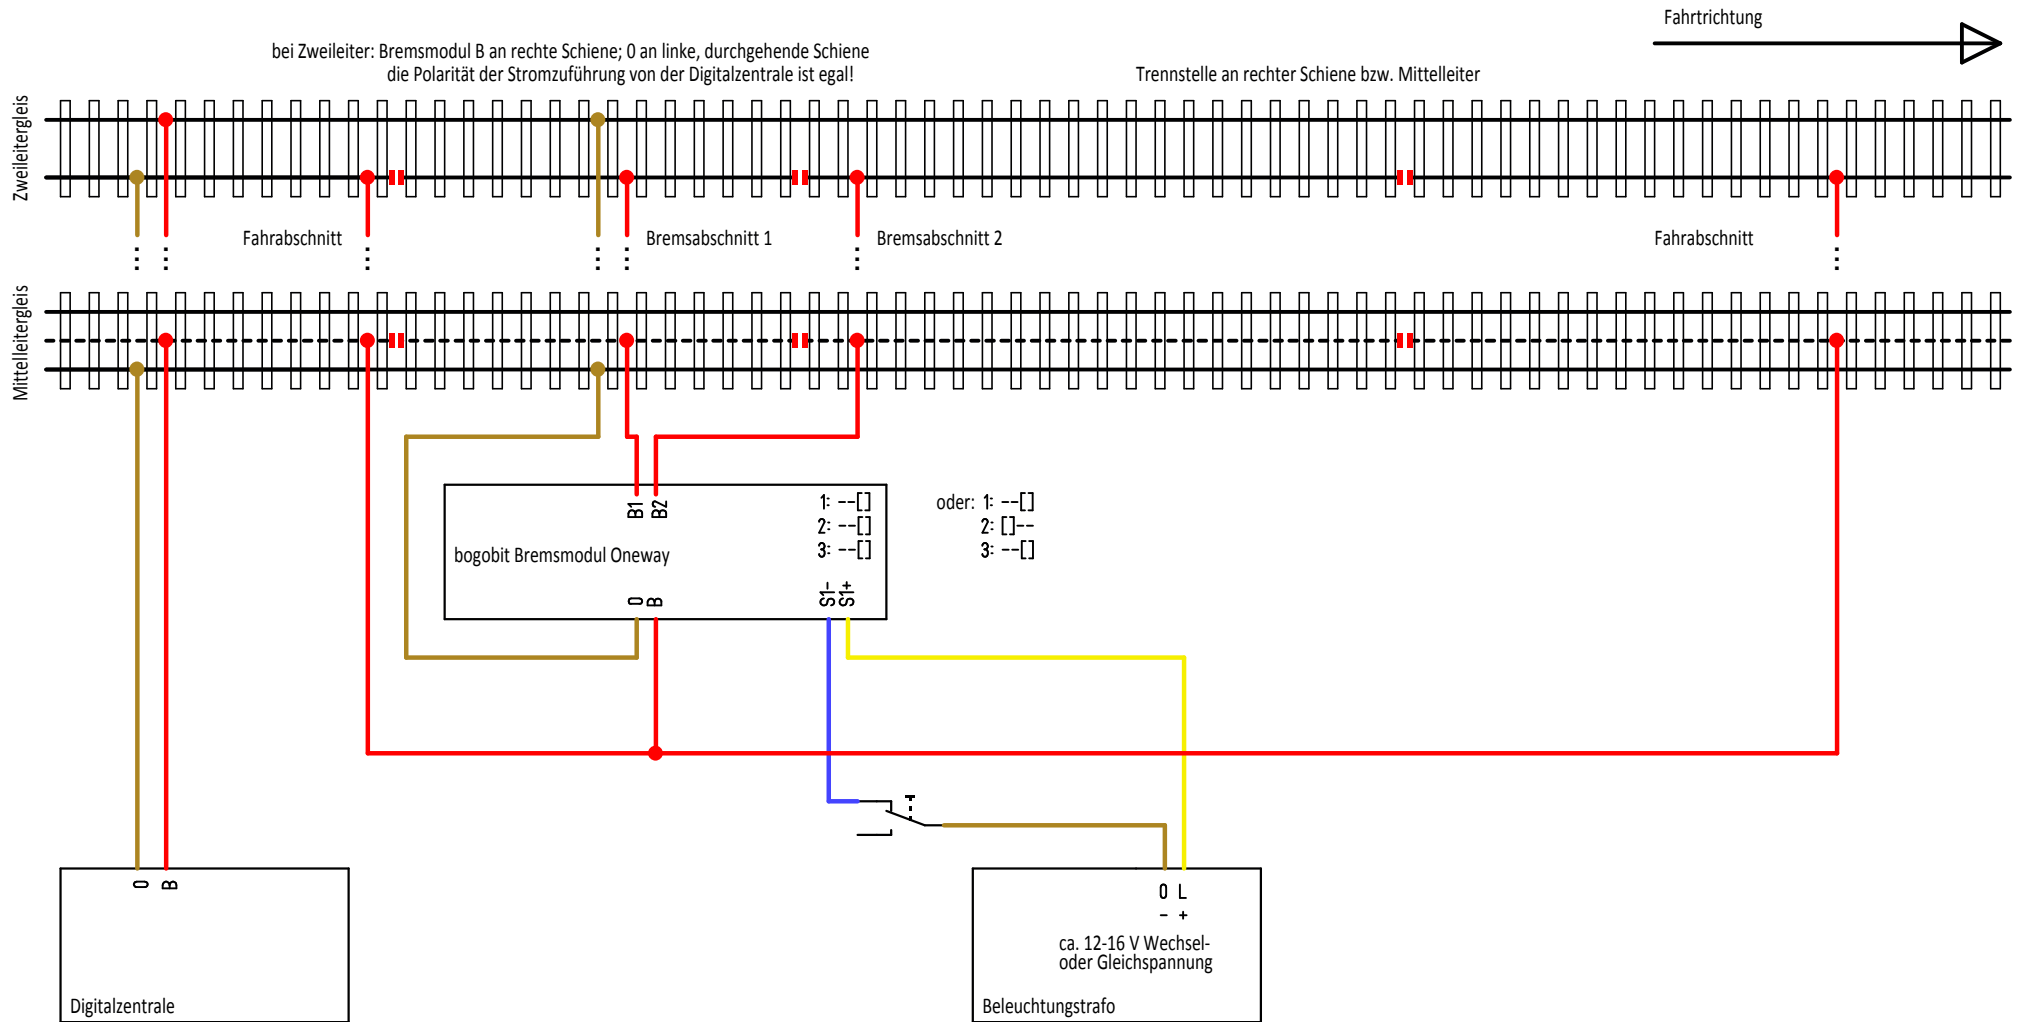 Fahrtrichtung
bei Zweileiter: Bremsmodul B an rechte Schiene; 0 an linke, durchgehende Schiene
die Polarität der Stromzuführung von der Digitalzentrale ist egal!
Trennstelle an rechter Schiene bzw. Mittelleiter
Zweileitergleis
Fahrabschnitt
Bremsabschnitt 1
Bremsabschnitt 2
Fahrabschnitt
Mittelleitergleis
B1
B2
1: --[]
2: --[]
3: --[]
oder: 1: --[]
2: []--
3: --[]
bogobit Bremsmodul Oneway
0
B
S1-
S1+
0
B
Digitalzentrale
0 L
- +
ca. 12-16 V Wechsel-
oder Gleichspannung
Beleuchtungstrafo